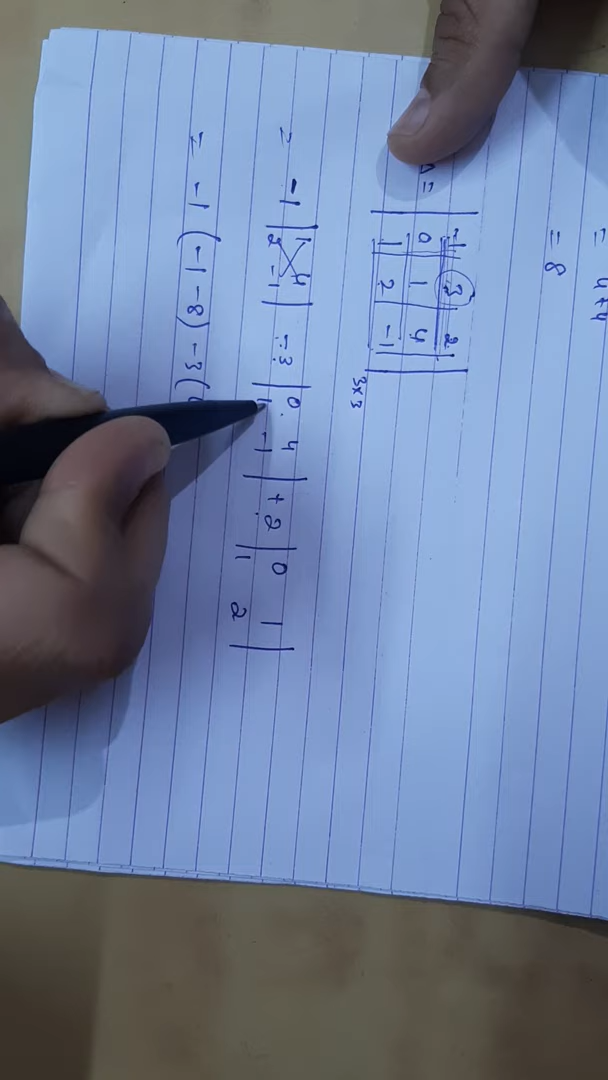 = 4+4
= 8
Δ = | -1 3 2 |
| 0 1 4 |
| 1 2 -1 | 3x3
= -1 | 1 4 | -3 | 0 4 | +2 | 0 1 |
| 2 -1 | | 1 -1 | | 1 2 |
= -1 (-1-8) -3(